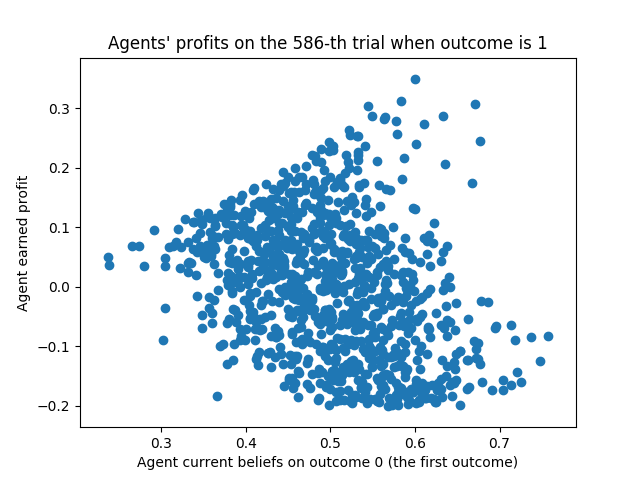 Agents' profits on the 586-th trial when outcome is 1
Agent earned profit
0.3
0.2
0.1
0.0
−0.1
−0.2
0.3 0.4 0.5 0.6 0.7
Agent current beliefs on outcome 0 (the first outcome)